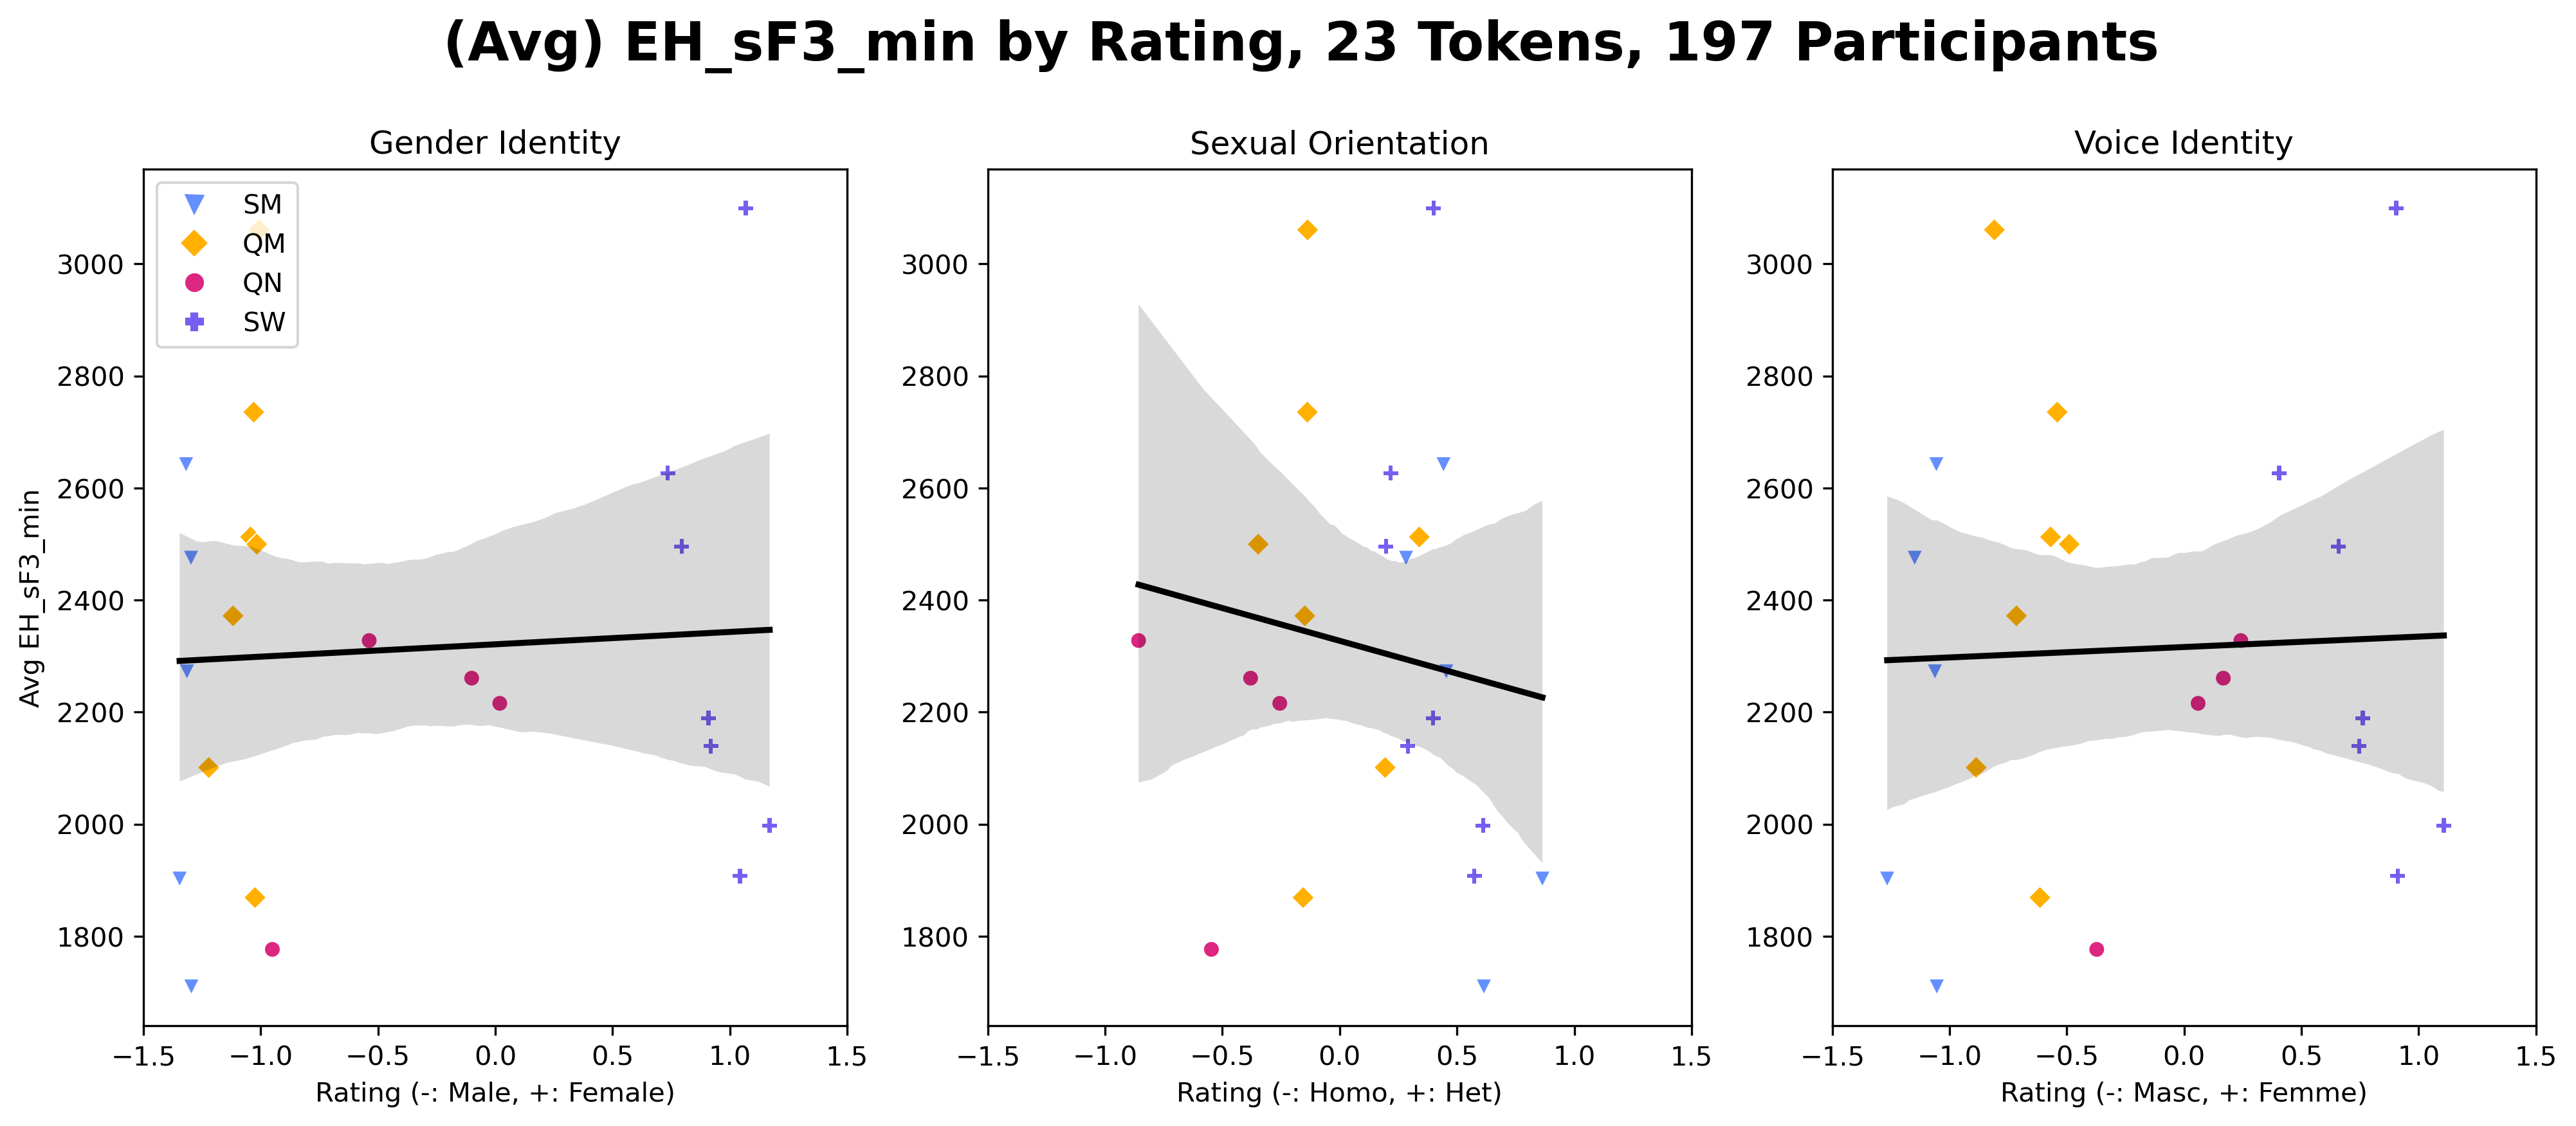 (Avg) EH_sF3_min by Rating, 23 Tokens, 197 Participants
Gender Identity
Sexual Orientation
Voice Identity
SM
QM
QN
SW
Avg EH_sF3_min
3000
2800
2600
2400
2200
2000
1800
−1.5 −1.0 −0.5 0.0 0.5 1.0 1.5
Rating (-: Male, +: Female)
3000
2800
2600
2400
2200
2000
1800
−1.5 −1.0 −0.5 0.0 0.5 1.0 1.5
Rating (-: Homo, +: Het)
3000
2800
2600
2400
2200
2000
1800
−1.5 −1.0 −0.5 0.0 0.5 1.0 1.5
Rating (-: Masc, +: Femme)